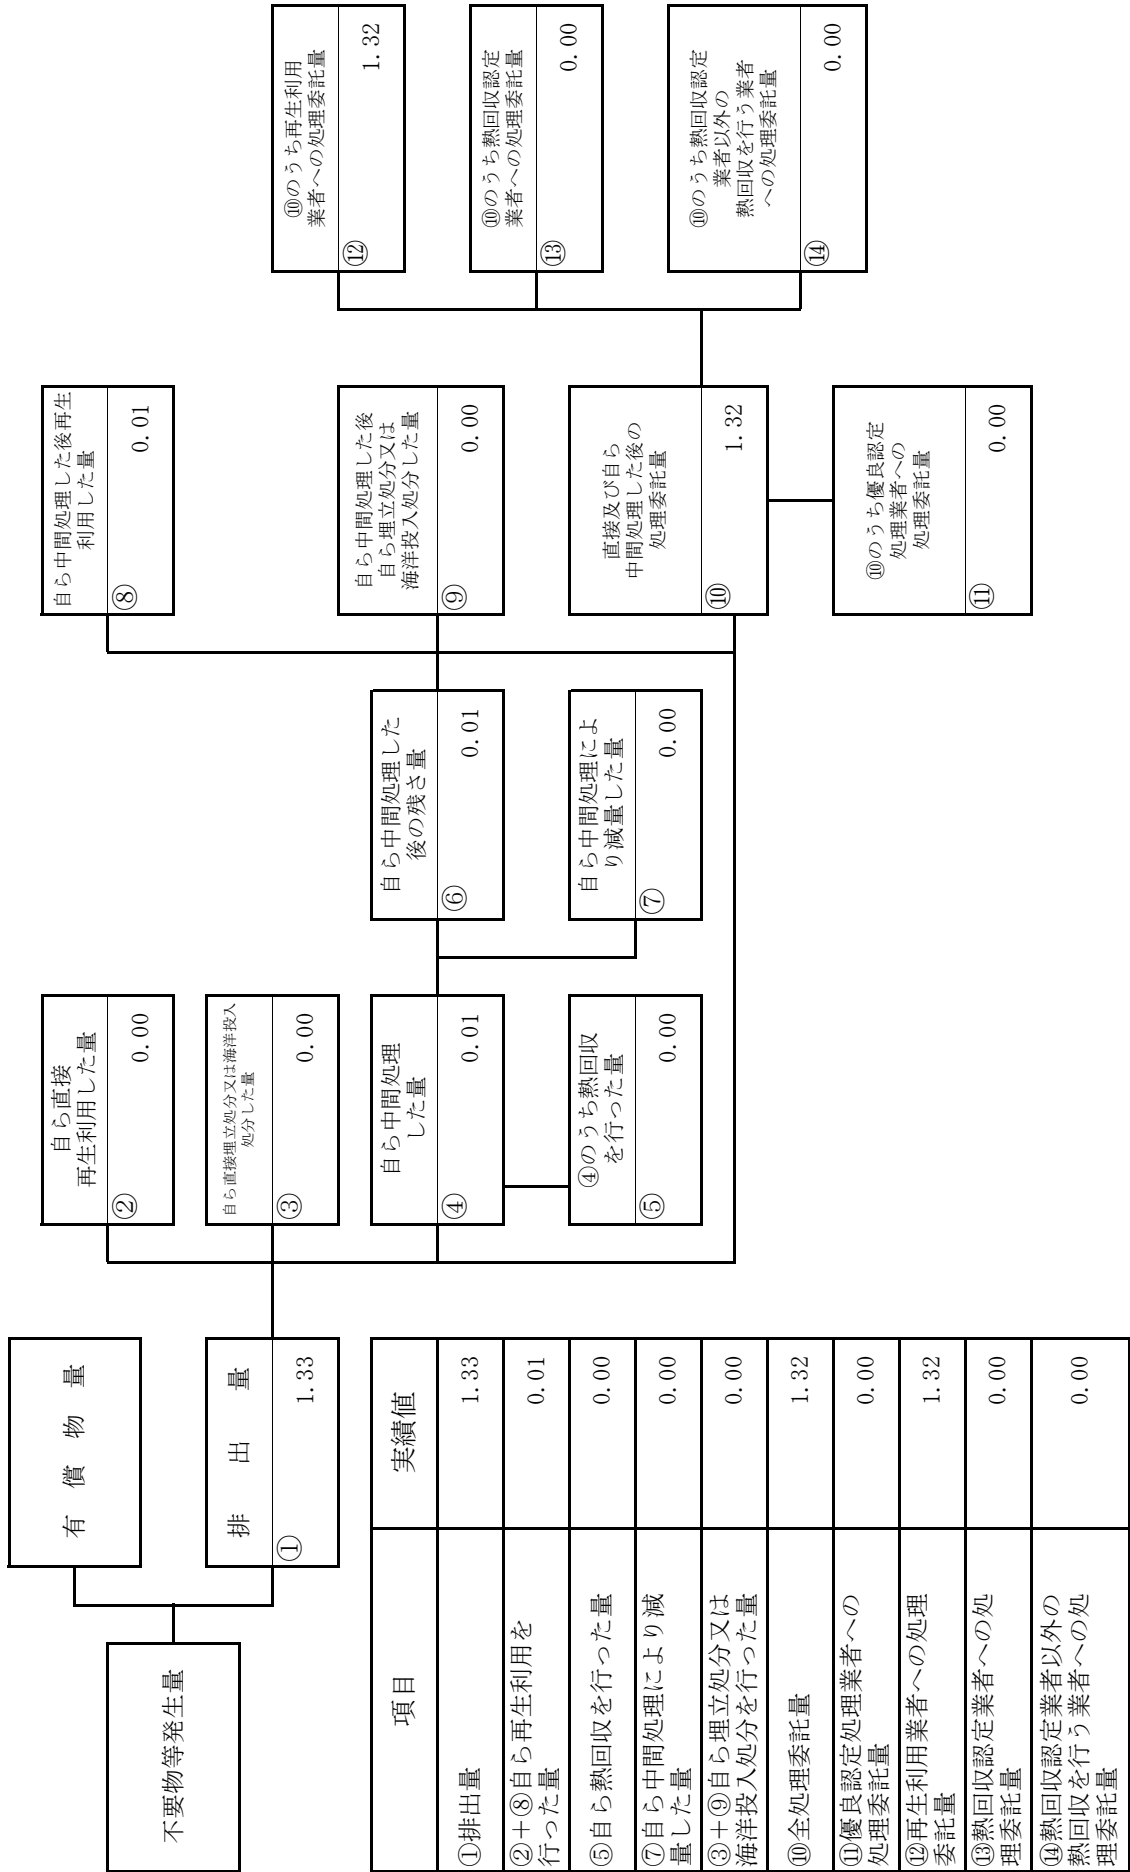 不要物等発生量
有 償 物 量
排 出 量
①
1.33
自ら直接
再生利用した量
②
0.00
自ら直接埋立処分又は海洋投入
処分した量
③
0.00
自ら中間処理
した量
④
0.01
④のうち熱回収
を行った量
⑤
0.00
自ら中間処理した
後の残さ量
⑥
0.01
自ら中間処理によ
り減量した量
⑦
0.00
自ら中間処理した後再生
利用した量
⑧
0.01
自ら中間処理した後
自ら埋立処分又は
海洋投入処分した量
⑨
0.00
直接及び自ら
中間処理した後の
処理委託量
⑩
1.32
⑩のうち優良認定
処理業者への
処理委託量
⑪
0.00
⑩のうち再生利用
業者への処理委託量
⑫
1.32
⑩のうち熱回収認定
業者への処理委託量
⑬
0.00
⑩のうち熱回収認定
業者以外の
熱回収を行う業者
への処理委託量
⑭
0.00
項目
実績値
①排出量
1.33
②+⑧自ら再生利用を
行った量
0.01
⑤自ら熱回収を行った量
0.00
⑦自ら中間処理により減
量した量
0.00
③+⑨自ら埋立処分又は
海洋投入処分を行った量
0.00
⑩全処理委託量
1.32
⑪優良認定処理業者への
処理委託量
0.00
⑫再生利用業者への処理
委託量
1.32
⑬熱回収認定業者への処
理委託量
0.00
⑭熱回収認定業者以外の
熱回収を行う業者への処
理委託量
0.00